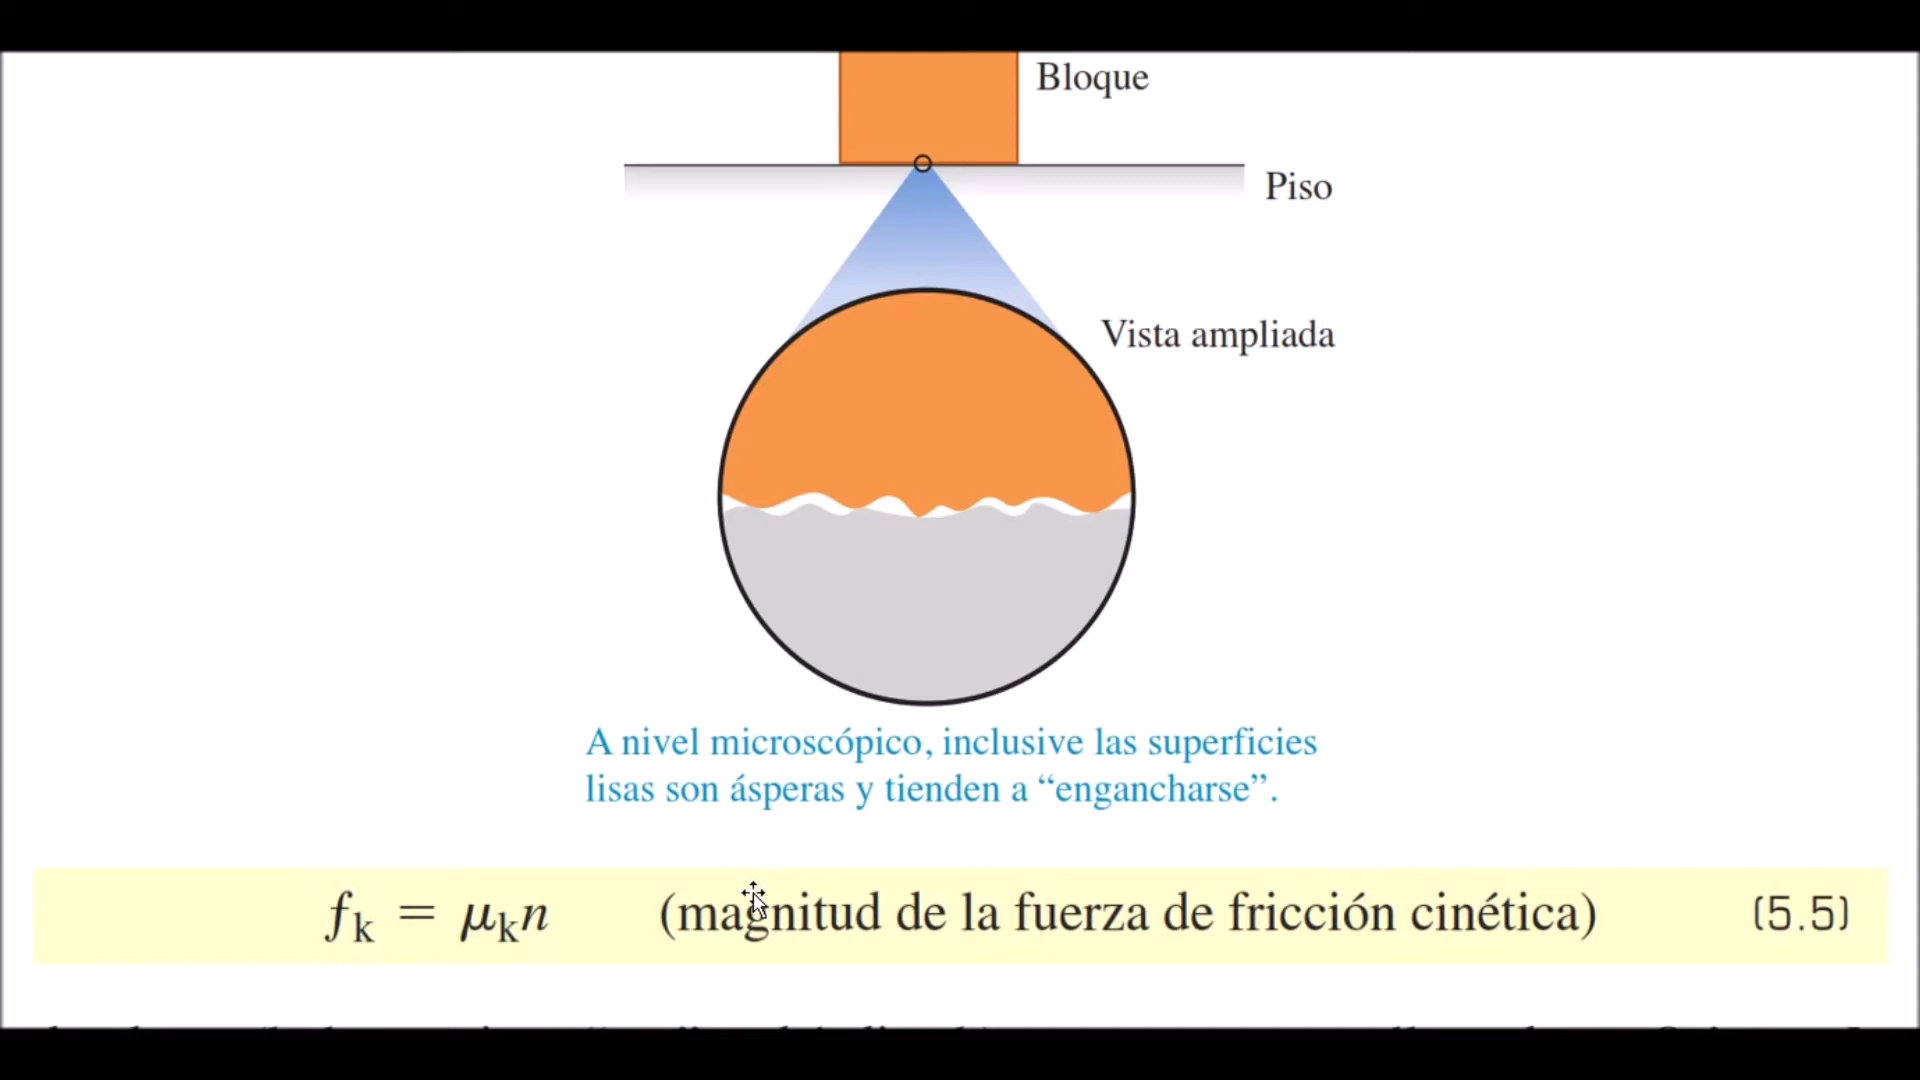 Bloque
Piso
Vista ampliada
A nivel microscópico, inclusive las superficies
lisas son ásperas y tienden a “engancharse”.
fk = μkn (magnitud de la fuerza de fricción cinética) (5.5)